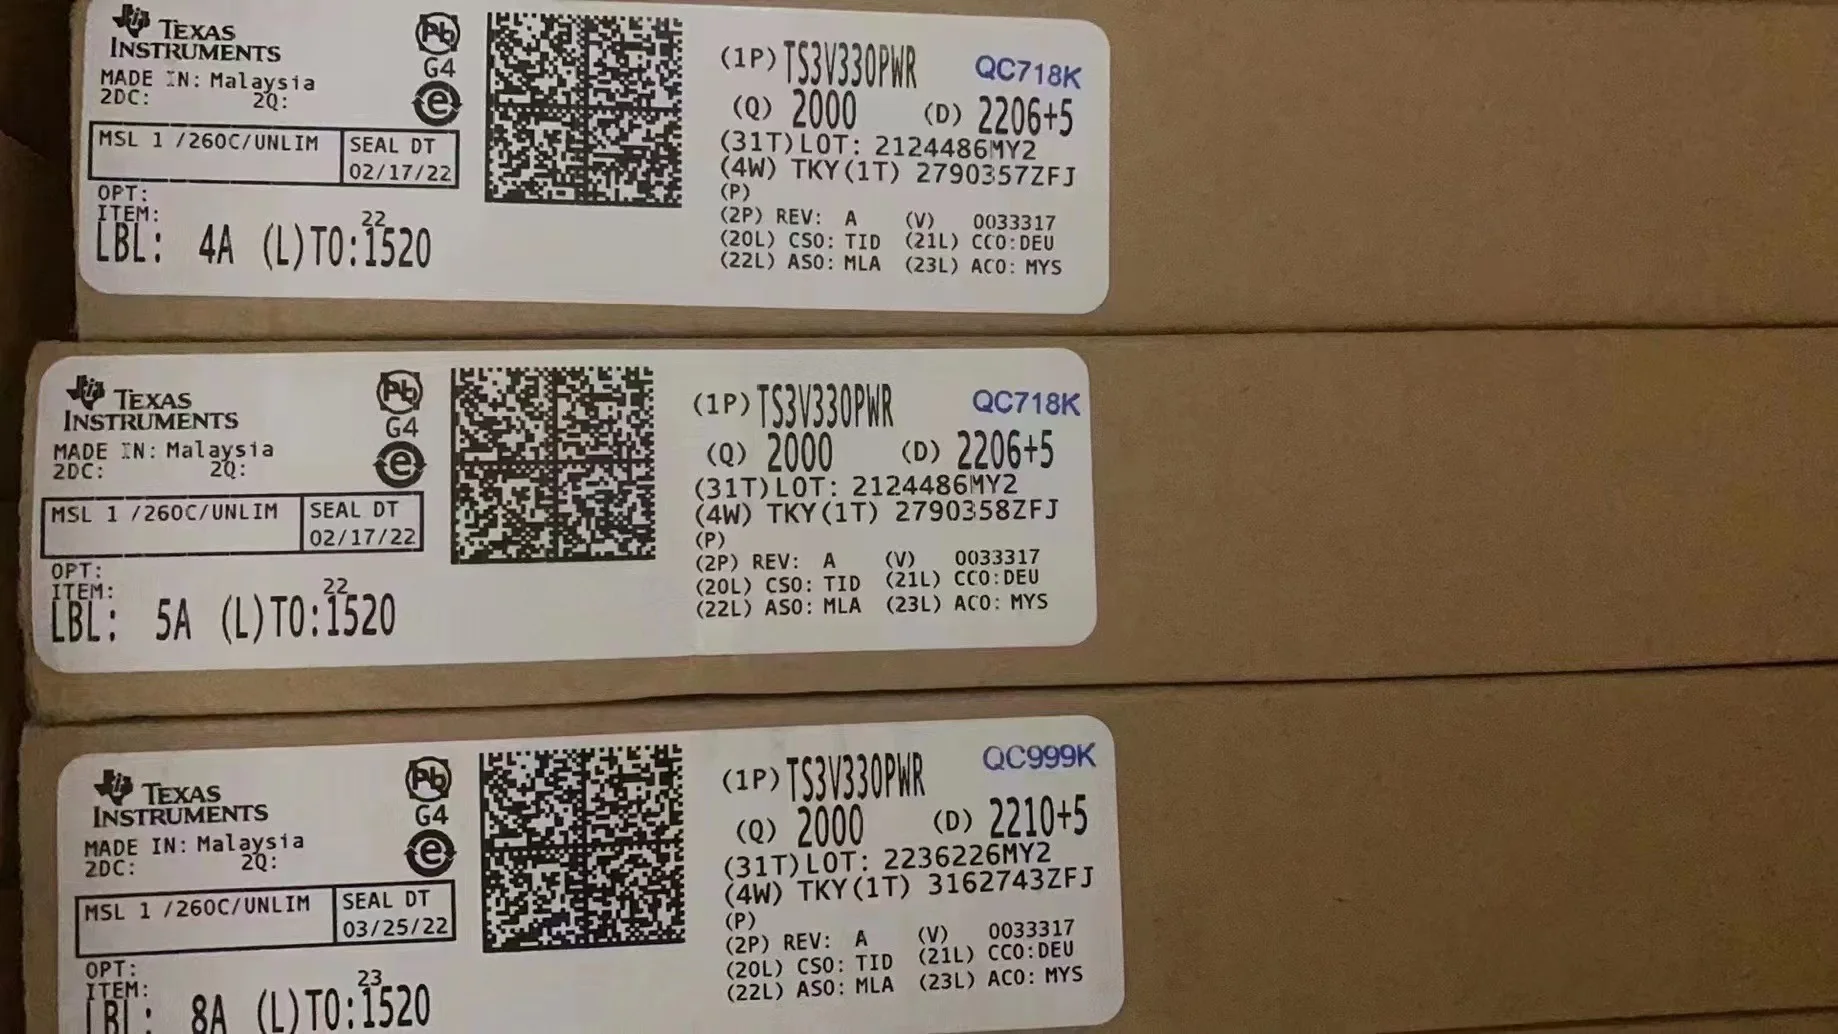 TEXAS
INSTRUMENTS
MADE IN: Malaysia
2DC: 2Q:
MSL 1 /260C/UNLIM
SEAL DT
02/17/22
OPT:
ITEM:
22
LBL: 4A (L)TO:1520
Pb
G4
e
(1P) TS3V330PWR QC718K
(Q) 2000 (D) 2206+5
(31T)LOT: 2124486MY2
(4W) TKY(1T) 2790357ZFJ
(P)
(2P) REV: A (V) 0033317
(20L) CSO: TID (21L) CCO:DEU
(22L) ASO: MLA (23L) ACO: MYS
TEXAS
INSTRUMENTS
MADE IN: Malaysia
2DC: 2Q:
MSL 1 /260C/UNLIM
SEAL DT
02/17/22
OPT:
ITEM:
22
LBL: 5A (L)TO:1520
Pb
G4
e
(1P) TS3V330PWR QC718K
(Q) 2000 (D) 2206+5
(31T)LOT: 2124486MY2
(4W) TKY(1T) 2790358ZFJ
(P)
(2P) REV: A (V) 0033317
(20L) CSO: TID (21L) CCO:DEU
(22L) ASO: MLA (23L) ACO: MYS
TEXAS
INSTRUMENTS
MADE IN: Malaysia
2DC: 2Q:
MSL 1 /260C/UNLIM
SEAL DT
03/25/22
OPT:
ITEM:
23
LBL: 8A (L)TO:1520
Pb
G4
e
(1P) TS3V330PWR QC999K
(Q) 2000 (D) 2210+5
(31T)LOT: 2236226MY2
(4W) TKY(1T) 3162743ZFJ
(P)
(2P) REV: A (V) 0033317
(20L) CSO: TID (21L) CCO:DEU
(22L) ASO: MLA (23L) ACO: MYS